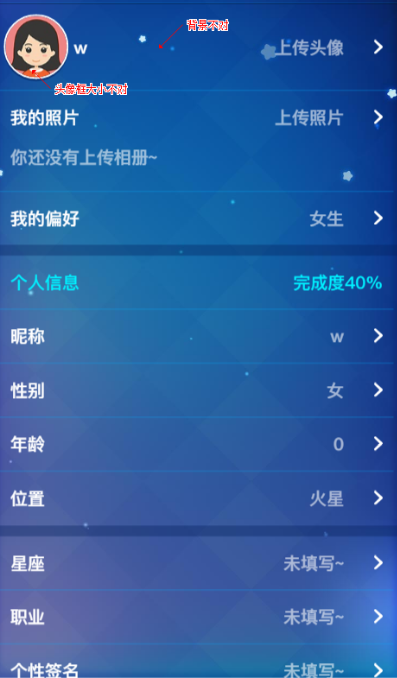 背景不对
w 上传头像
头像框大小不对
我的照片 上传照片
你还没有上传相册~
我的偏好 女生
个人信息 完成度40%
昵称 w
性别 女
年龄 0
位置 火星
星座 未填写~
职业 未填写~
个性签名 未填写~